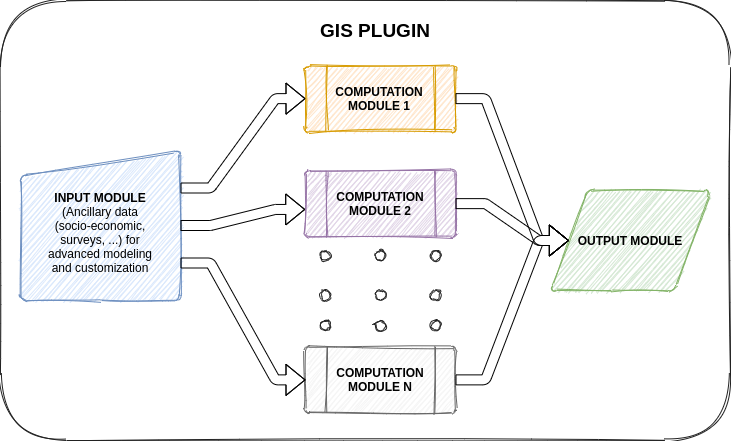 GIS PLUGIN
COMPUTATION
MODULE 1
INPUT MODULE
(Ancillary data
(socio-economic,
surveys, ...) for
advanced modeling
and customization
COMPUTATION
MODULE 2
OUTPUT MODULE
COMPUTATION
MODULE N